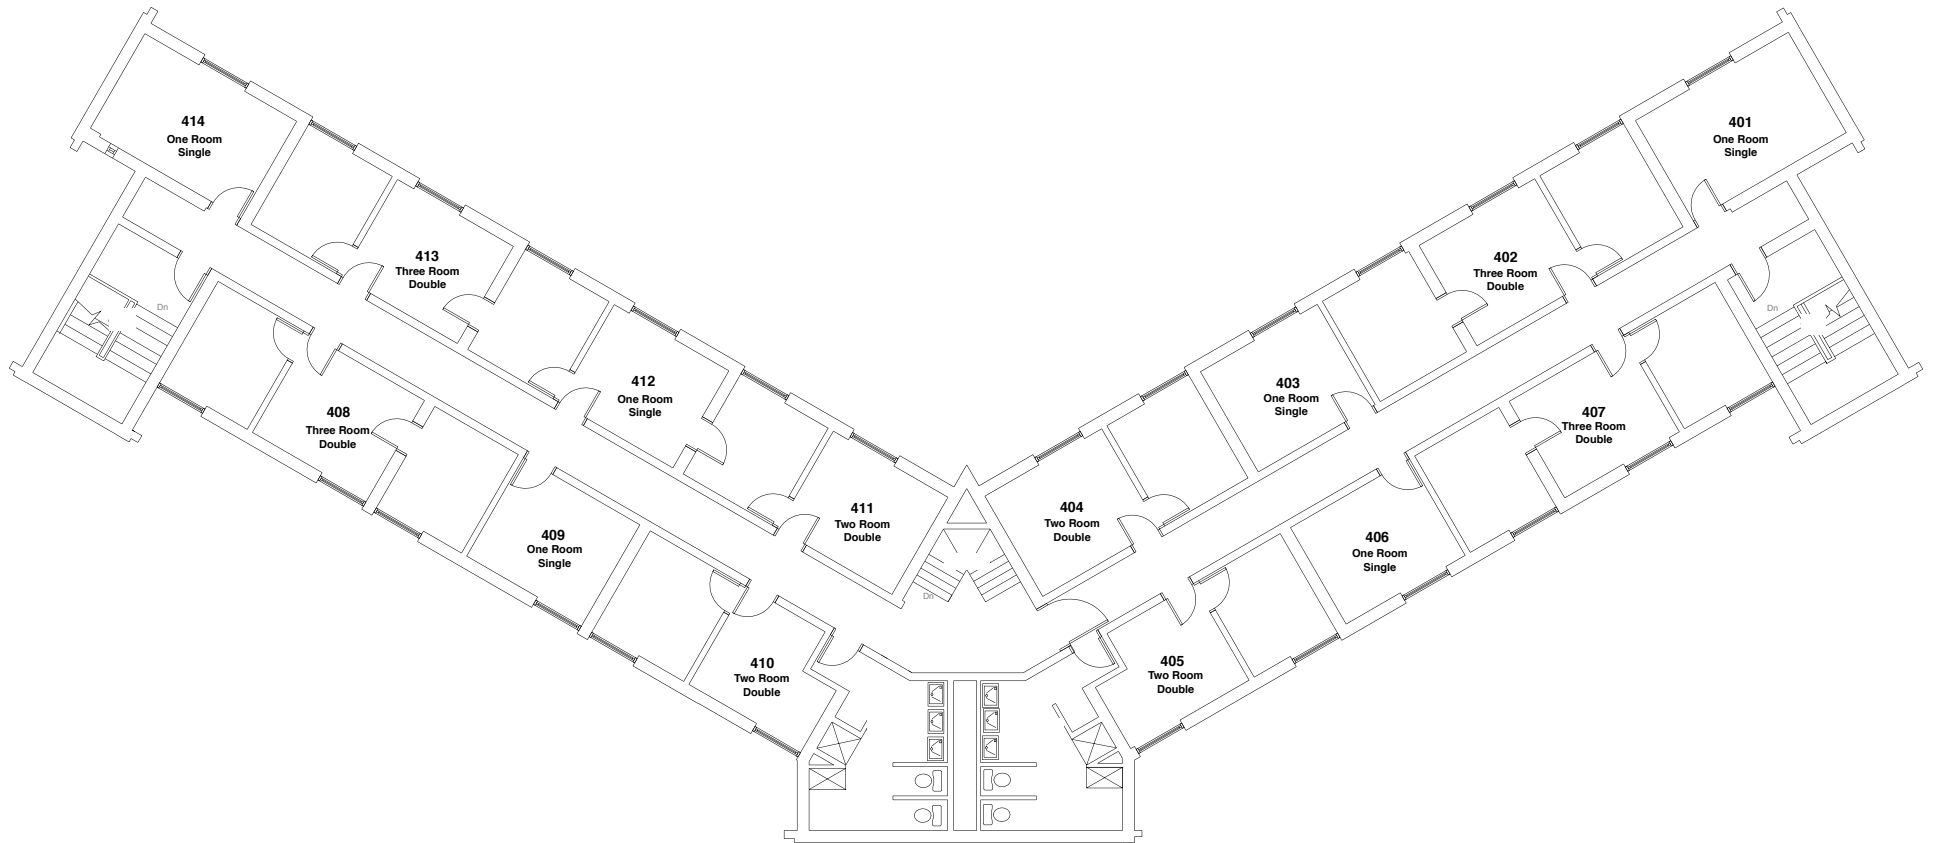 414
One Room
Single
401
One Room
Single
413
Three Room
Double
402
Three Room
Double
Dn
Dn
412
One Room
Single
403
One Room
Single
408
Three Room
Double
407
Three Room
Double
411
Two Room
Double
404
Two Room
Double
409
One Room
Single
406
One Room
Single
Dn
410
Two Room
Double
405
Two Room
Double